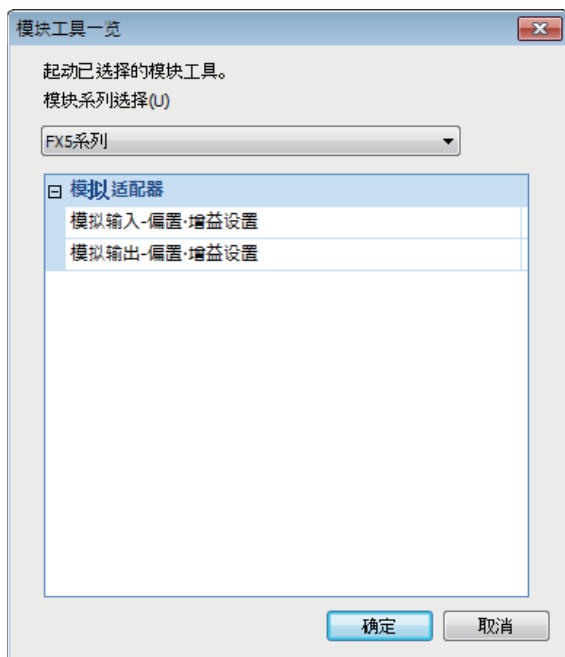 模块工具一览
起动已选择的模块工具。
模块系列选择(U)
FX5系列
模拟适配器
模拟输入-偏置·增益设置
模拟输出-偏置·增益设置
确定
取消